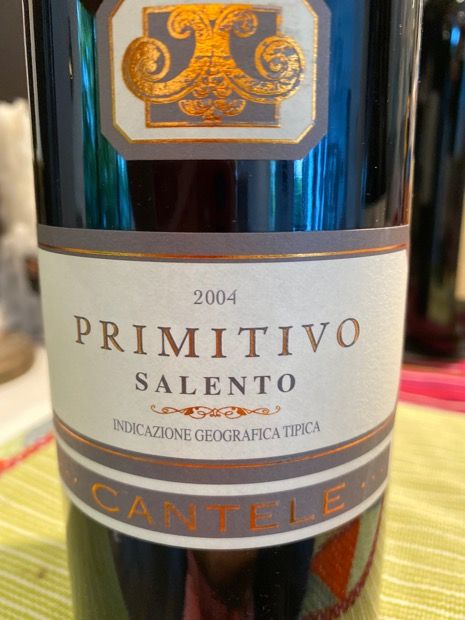 2004
PRIMITIVO
SALENTO
INDICAZIONE GEOGRAFICA TIPICA
CANTELE